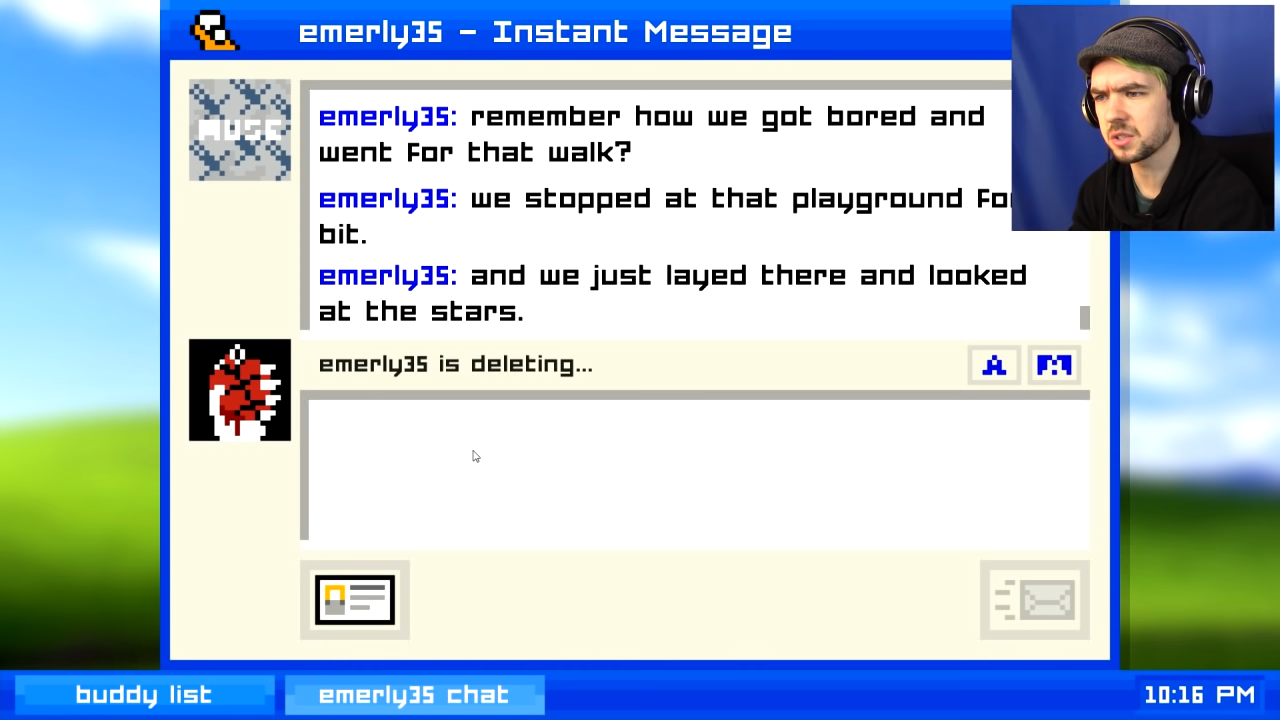 emerly35 - Instant Message
emerly35: remember how we got bored and
went for that walk?
emerly35: we stopped at that playground
bit.
emerly35: and we just layed there and looked
at the stars.
MUSE
emerly35 is deleting...
A
buddy list
emerly35 chat
10:16 PM